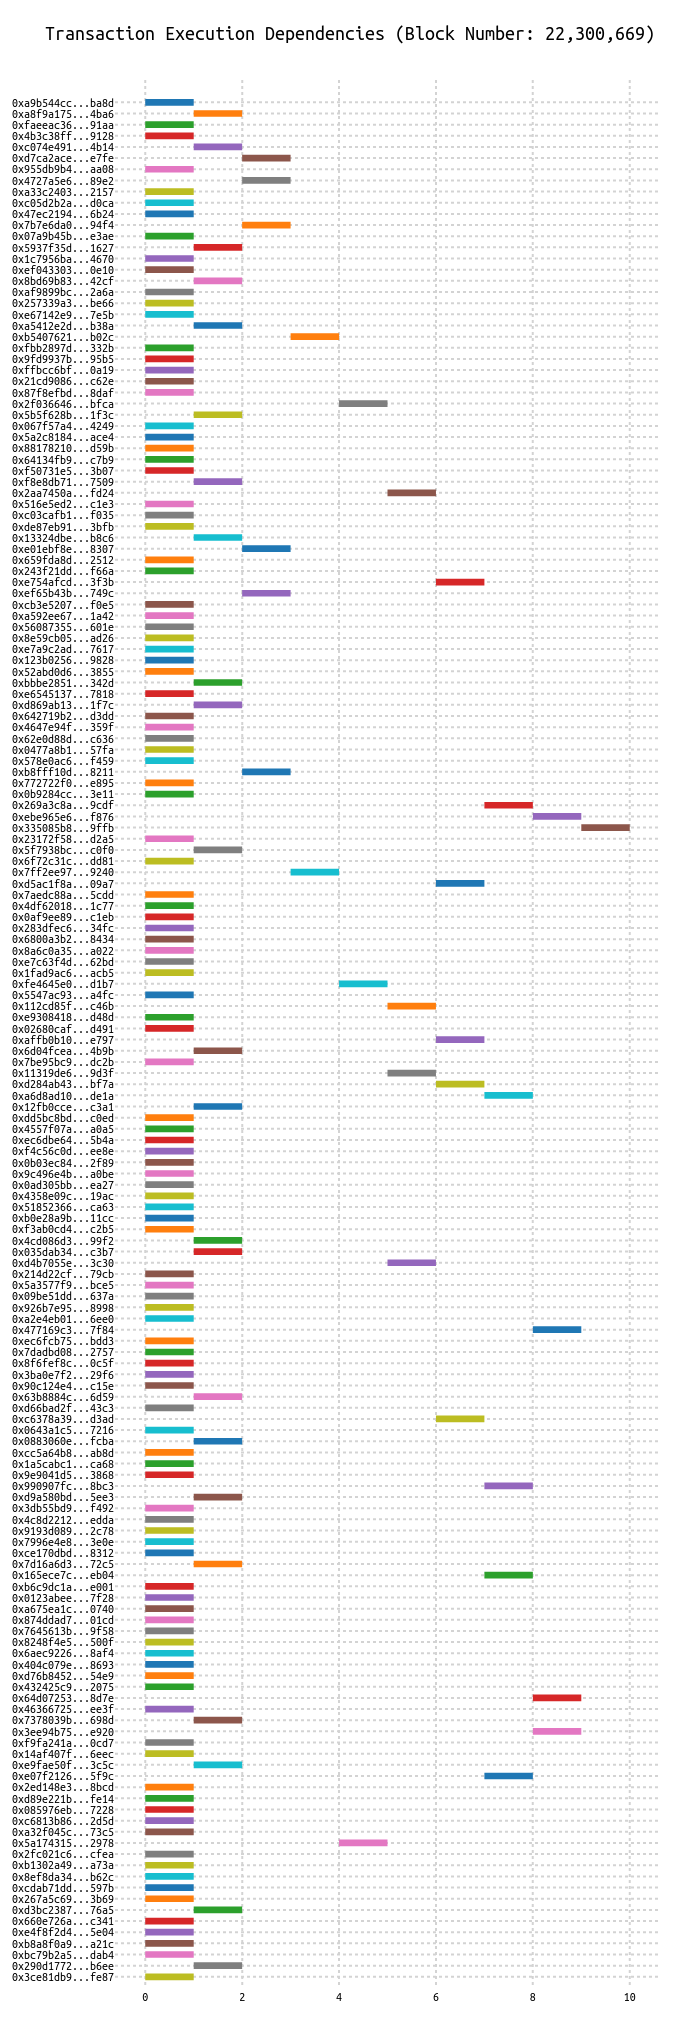 Transaction Execution Dependencies (Block Number: 22,300,669)
0xa9b544cc...ba8d
0xa8f9a175...4ba6
0xfaeeac36...91aa
0x4b3c38ff...9128
0xc074e491...4b14
0xd7ca2ace...e7fe
0x955db9b4...aa08
0x4727a5e6...89e2
0xa33c2403...2157
0xc05d2b2a...d0ca
0x47ec2194...6b24
0x7b7e6da0...94f4
0x07a9b45b...e3ae
0x5937f35d...1627
0x1c7956ba...4670
0xef043303...0e10
0x8bd69b83...42cf
0xaf9899bc...2a6a
0x257339a3...be66
0xe67142e9...7e5b
0xa5412e2d...b38a
0xb5407621...b02c
0xfbb2897d...332b
0x9fd9937b...95b5
0xffbcc6bf...0a19
0x21cd9086...c62e
0x87f8efbd...8daf
0x2f036646...bfca
0x5b5f628b...1f3c
0x067f57a4...4249
0x5a2c8184...ace4
0x88178210...d59b
0x64134fb9...c7b9
0xf50731e5...3b07
0xf8e8db71...7509
0x2aa7450a...fd24
0x516e5ed2...c1e3
0xc03cafb1...f035
0xde87eb91...3bfb
0x13324dbe...b8c6
0xe01ebf8e...8307
0x659fda8d...2512
0x243f21dd...f66a
0xe754afcd...3f3b
0xef65b43b...749c
0xcb3e5207...f0e5
0xa592ee67...1a42
0x56087355...601e
0x8e59cb05...ad26
0xe7a9c2ad...7617
0x123b0256...9828
0x52abd0d6...3855
0xbbbe2851...342d
0xe6545137...7818
0xd869ab13...1f7c
0x642719b2...d3dd
0x4647e94f...359f
0x62e0d88d...c636
0x0477a8b1...57fa
0x578e0ac6...f459
0xb8fff10d...8211
0x772722f0...e895
0x0b9284cc...3e11
0x269a3c8a...9cdf
0xebe965e6...f876
0x335085b8...9ffb
0x23172f58...d2a5
0x5f7938bc...c0f0
0x6f72c31c...dd81
0x7ff2ee97...9240
0xd5ac1f8a...09a7
0x7aedc88a...5cdd
0x4df62018...1c77
0x0af9ee89...c1eb
0x283dfec6...34fc
0x6800a3b2...8434
0x8a6c0a35...a022
0xe7c63f4d...62bd
0x1fad9ac6...acb5
0xfe4645e0...d1b7
0x5547ac93...a4fc
0x112cd85f...c46b
0xe9308418...d48d
0x02680caf...d491
0xaffb0b10...e797
0x6d04fcea...4b9b
0x7be95bc9...dc2b
0x11319de6...9d3f
0xd284ab43...bf7a
0xa6d8ad10...de1a
0x12fb0cce...c3a1
0xdd5bc8bd...c0ed
0x4557f07a...a0a5
0xec6dbe64...5b4a
0xf4c56c0d...ee8e
0x0b03ec84...2f89
0x9c496e4b...a0be
0x0ad305bb...ea27
0x4358e09c...19ac
0x51852366...ca63
0xb0e28a9b...11cc
0xf3ab0cd4...c2b5
0x4cd086d3...99f2
0x035dab34...c3b7
0xd4b7055e...3c30
0x214d22cf...79cb
0x5a3577f9...bce5
0x09be51dd...637a
0x926b7e95...8998
0xa2e4eb01...6ee0
0x477169c3...7f84
0xec6fcb75...bdd3
0x7dadbd08...2757
0x8f6fef8c...0c5f
0x3ba0e7f2...29f6
0x90c124e4...c15e
0x63b8884c...6d59
0xd66bad2f...43c3
0xc6378a39...d3ad
0x0643a1c5...7216
0x0883060e...fcba
0xcc5a64b8...ab8d
0x1a5cabc1...ca68
0x9e9041d5...3868
0x990907fc...8bc3
0xd9a580bd...5ee3
0x3db55bd9...f492
0x4c8d2212...edda
0x9193d089...2c78
0x7996e4e8...3e0e
0xce170dbd...8312
0x7d16a6d3...72c5
0x165ece7c...eb04
0xb6c9dc1a...e001
0x0123abee...7f28
0xa675ea1c...0740
0x874ddad7...01cd
0x7645613b...9f58
0x8248f4e5...500f
0x6aec9226...8af4
0x404c079e...8693
0xd76b8452...54e9
0x432425c9...2075
0x64d07253...8d7e
0x46366725...ee3f
0x7378039b...698d
0x3ee94b75...e920
0xf9fa241a...0cd7
0x14af407f...6eec
0xe9fae50f...3c5c
0xe07f2126...5f9c
0x2ed148e3...8bcd
0xd89e221b...fe14
0x085976eb...7228
0xc6813b86...2d5d
0xa32f045c...73c5
0x5a174315...2978
0x2fc021c6...cfea
0xb1302a49...a73a
0x8ef8da34...b62c
0xcdab71dd...597b
0x267a5c69...3b69
0xd3bc2387...76a5
0x660e726a...c341
0xe4f8f2d4...5e04
0xb8a8f0a9...a21c
0xbc79b2a5...dab4
0x290d1772...b6ee
0x3ce81db9...fe87
0 2 4 6 8 10